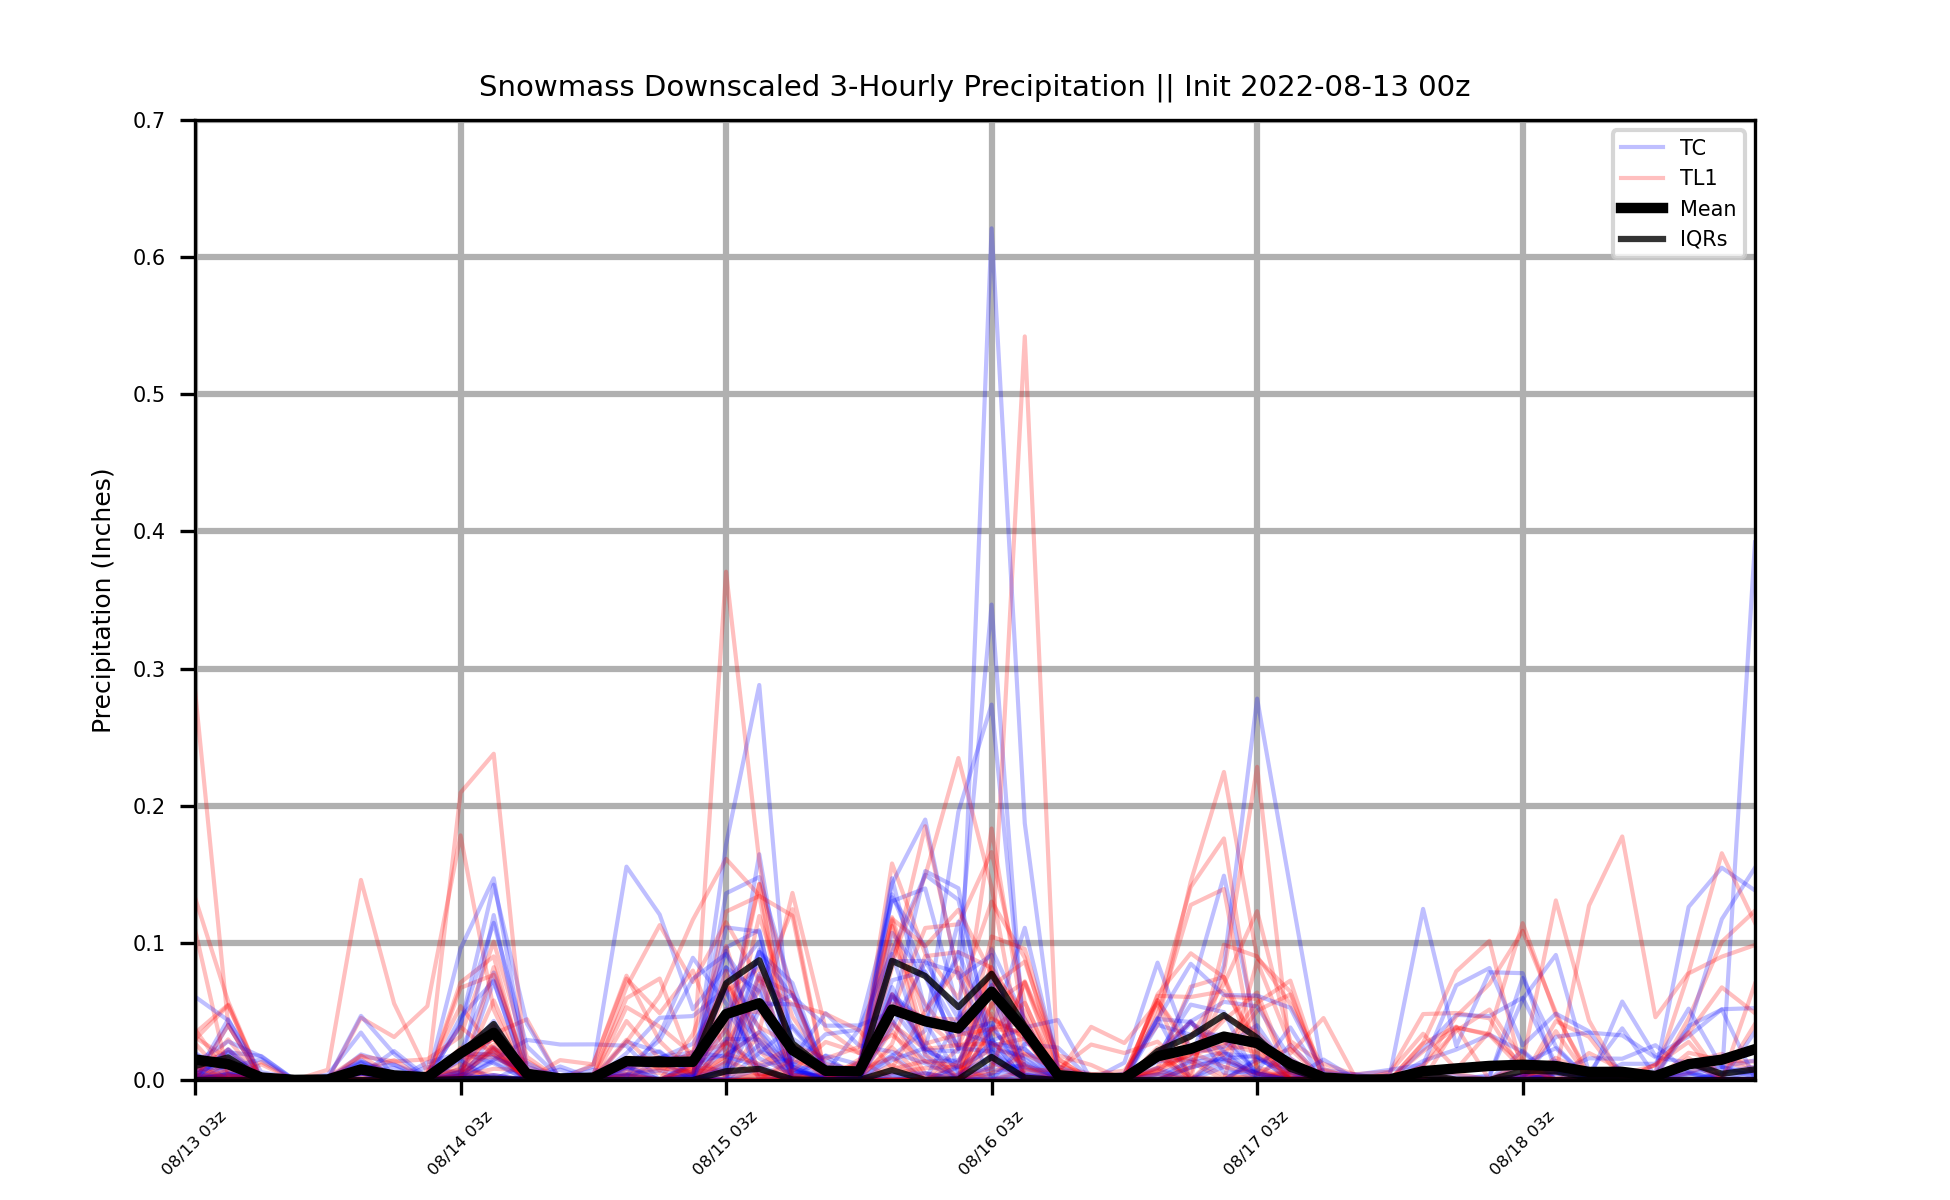 Snowmass Downscaled 3-Hourly Precipitation || Init 2022-08-13 00z
TC
TL1
Mean
IQRs
Precipitation (Inches)
0.7
0.6
0.5
0.4
0.3
0.2
0.1
0.0
08/13 03z
08/14 03z
08/15 03z
08/16 03z
08/17 03z
08/18 03z